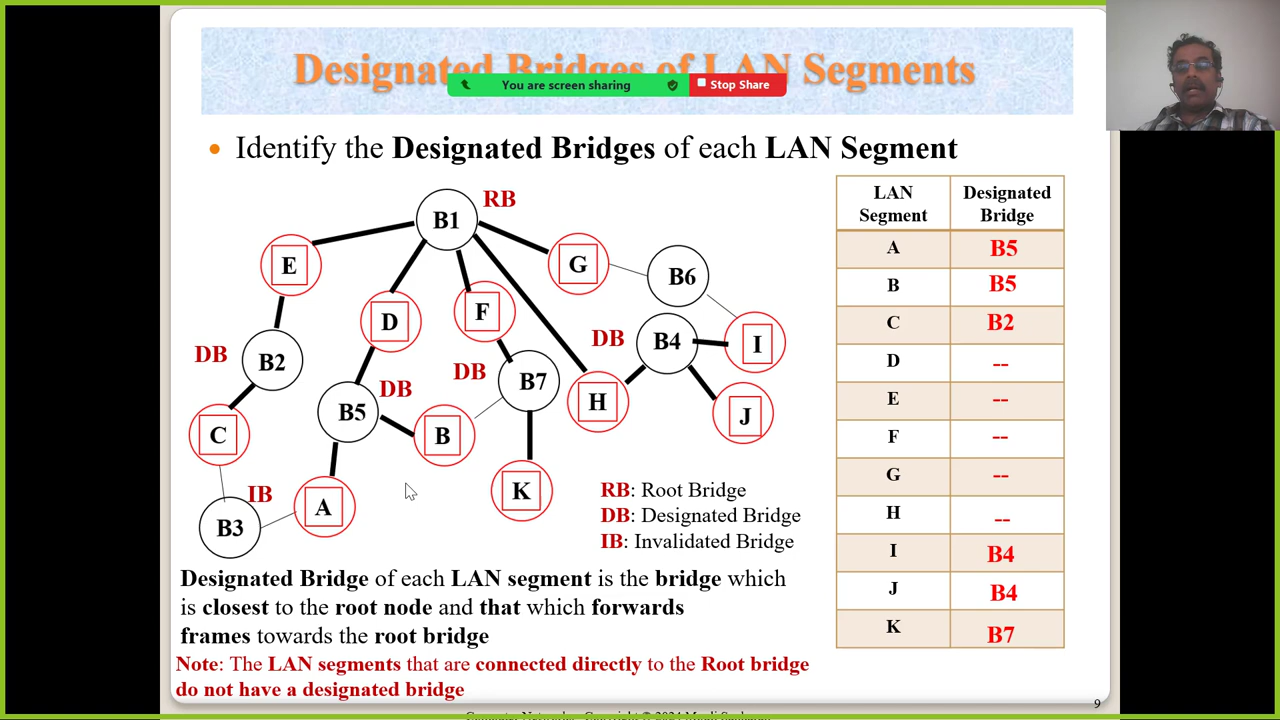 Designated Bridges of LAN Segments
You are screen sharing
Stop Share
• Identify the Designated Bridges of each LAN Segment
B1
RB
E
G
B6
D
F
DB
B2
DB
B7
DB
B4
I
B5
DB
H
J
C
B
IB
A
K
B3
RB: Root Bridge
DB: Designated Bridge
IB: Invalidated Bridge
Designated Bridge of each LAN segment is the bridge which
is closest to the root node and that which forwards
frames towards the root bridge
Note: The LAN segments that are connected directly to the Root bridge
do not have a designated bridge
LAN Segment Designated Bridge
A B5
B B5
C B2
D --
E --
F --
G --
H --
I B4
J B4
K B7
9